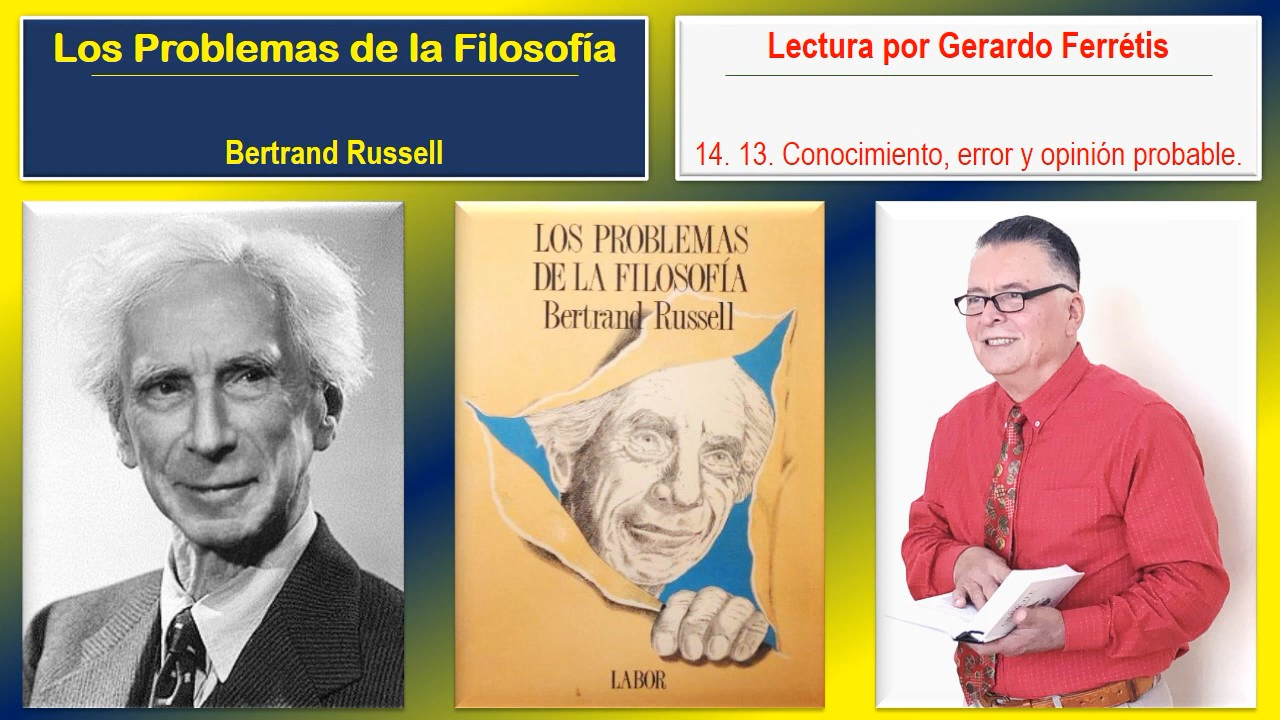 Los Problemas de la Filosofía
Bertrand Russell
Lectura por Gerardo Ferrétis
14. 13. Conocimiento, error y opinión probable.
LOS PROBLEMAS
DE LA FILOSOFÍA
Bertrand Russell
LABOR